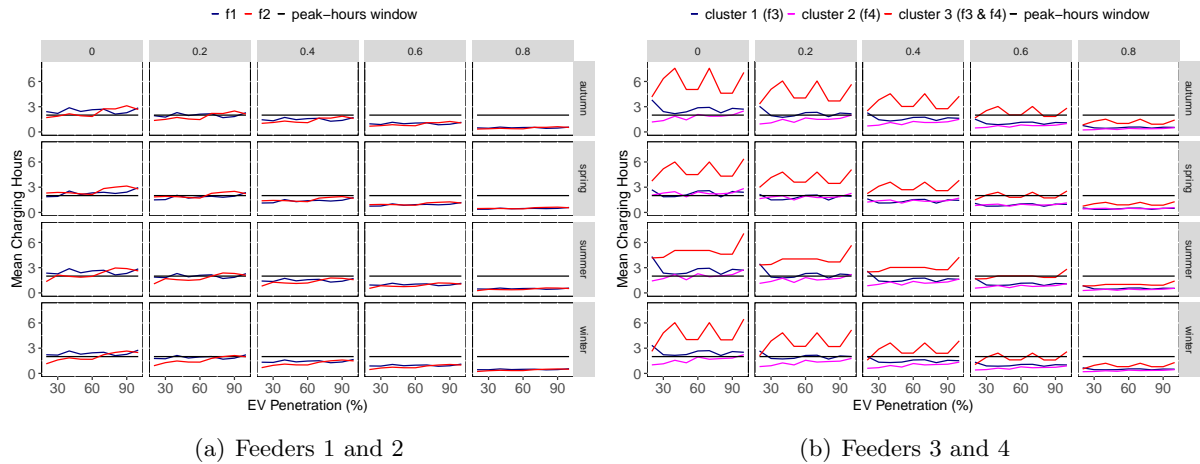 f1 f2 peak-hours window
0 0.2 0.4 0.6 0.8
Mean Charging Hours
6
3
0
autumn
6
3
0
spring
6
3
0
summer
6
3
0
winter
30 60 90 30 60 90 30 60 90 30 60 90 30 60 90
EV Penetration (%)
(a) Feeders 1 and 2
cluster 1 (f3) cluster 2 (f4) cluster 3 (f3 & f4) peak-hours window
0 0.2 0.4 0.6 0.8
Mean Charging Hours
6
3
0
autumn
6
3
0
spring
6
3
0
summer
6
3
0
winter
30 60 90 30 60 90 30 60 90 30 60 90 30 60 90
EV Penetration (%)
(b) Feeders 3 and 4